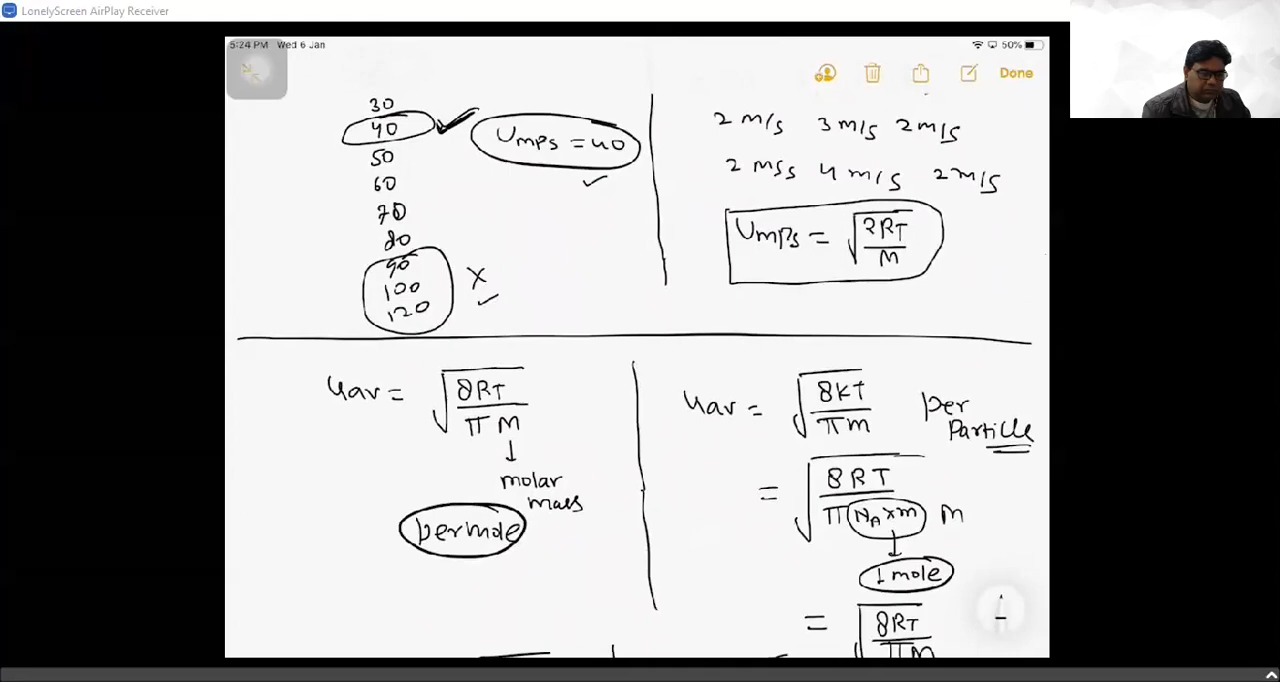 LonelyScreen AirPlay Receiver
5:24 PM Wed 6 Jan
50%
Done
30
40
50
60
70
80
90
100
120
Umps = 40
x
2 m/s 3 m/s 2 m/s
2 mss 4 m/s 2 m/s
Umps = √2RT/M
Uav = √8RT/πM
molar
mass
permole
Uav = √8KT/πm
per
Particle
= √8RT/π NA×m M
1 mole
= √8RT/πM